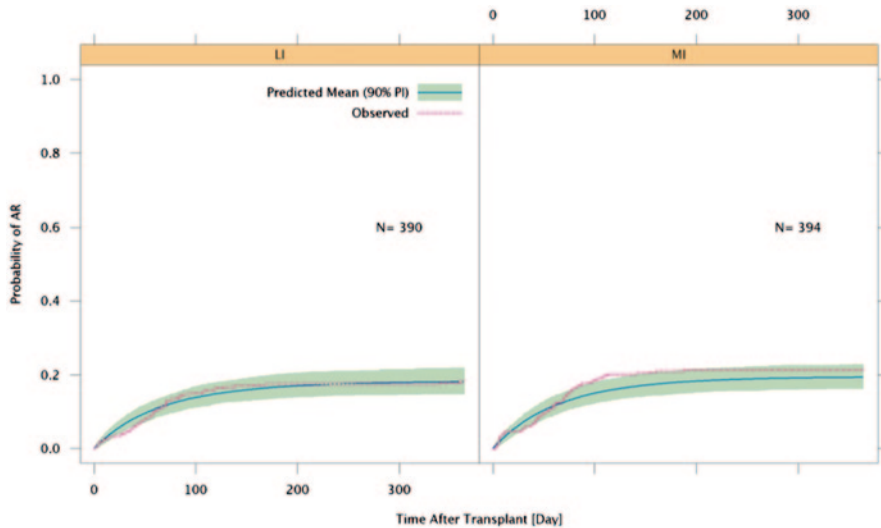 0 100 200 300
LI MI
1.0
Predicted Mean (90% PI)
Observed
0.8
0.6
N= 390 N= 394
Probability of AR
0.4
0.2
0.0
0 100 200 300
Time After Transplant [Day]